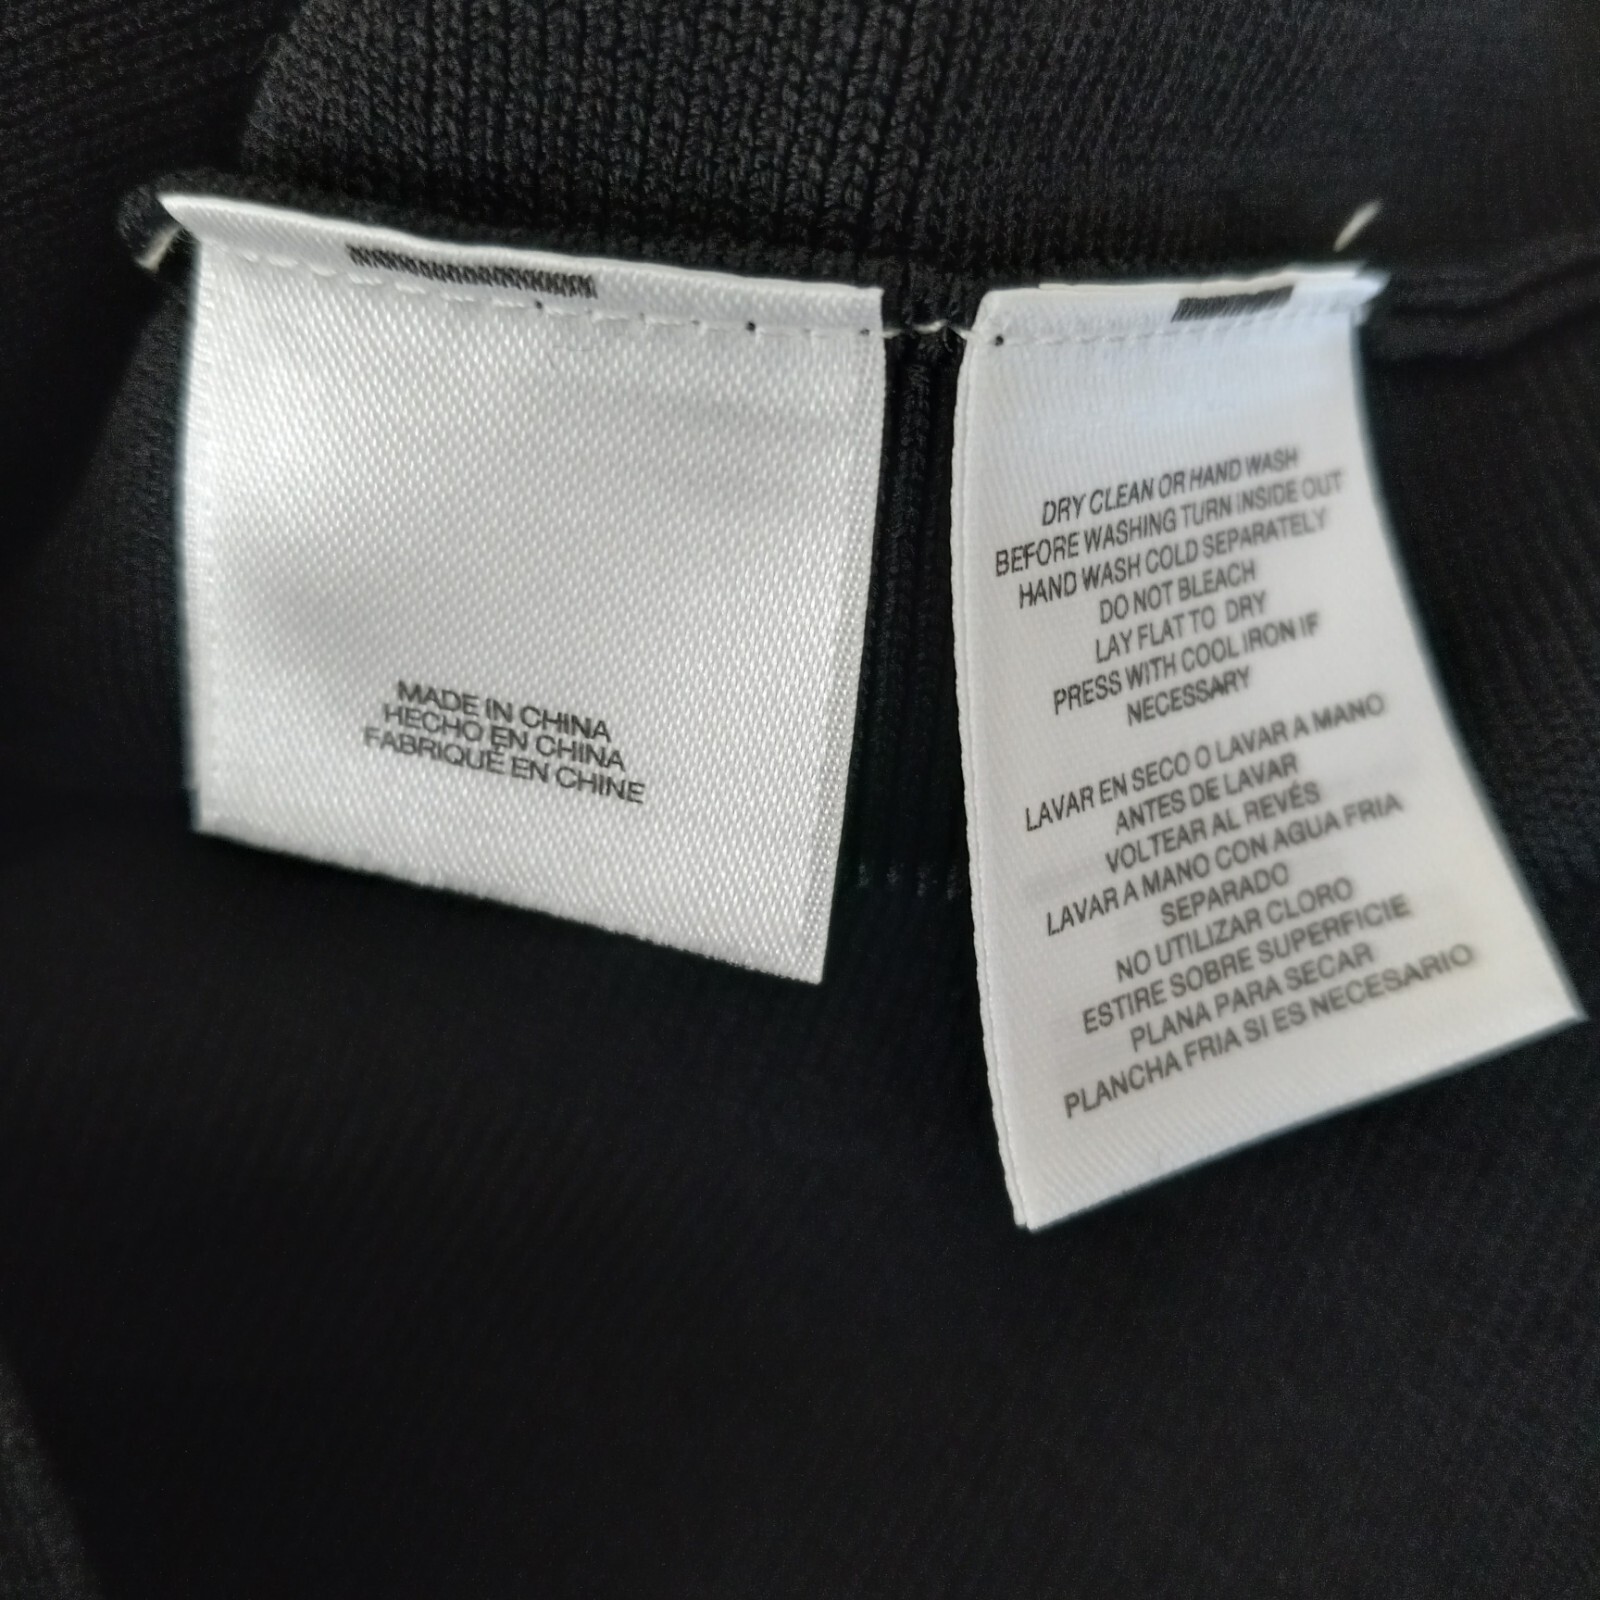 MADE IN CHINA
HECHO EN CHINA
FABRIQUÉ EN CHINE
DRY CLEAN OR HAND WASH
BEFORE WASHING TURN INSIDE OUT
HAND WASH COLD SEPARATELY
DO NOT BLEACH
LAY FLAT TO DRY
PRESS WITH COOL IRON IF
NECESSARY
LAVAR EN SECO O LAVAR A MANO
ANTES DE LAVAR
VOLTEAR AL REVÉS
LAVAR A MANO CON AGUA FRIA
SEPARADO
NO UTILIZAR CLORO
ESTIRE SOBRE SUPERFICIE
PLANA PARA SECAR
PLANCHA FRIA SI ES NECESARIO